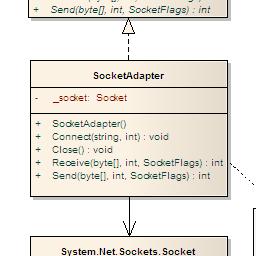 + Send(byte[], int, SocketFlags) : int
SocketAdapter
- _socket: Socket
+ SocketAdapter()
+ Connect(string, int) : void
+ Close() : void
+ Receive(byte[], int, SocketFlags) : int
+ Send(byte[], int, SocketFlags) : int
System.Net.Sockets.Socket